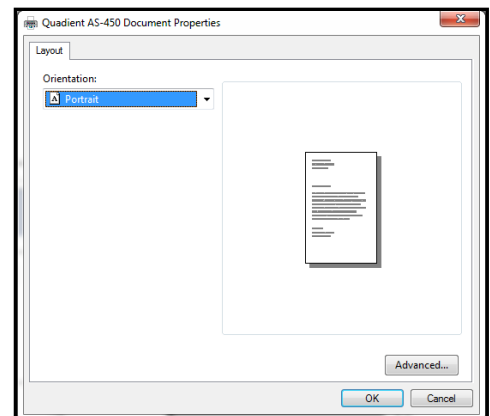 Quadient AS-450 Document Properties
Layout
Orientation:
A Portrait
Advanced...
OK Cancel